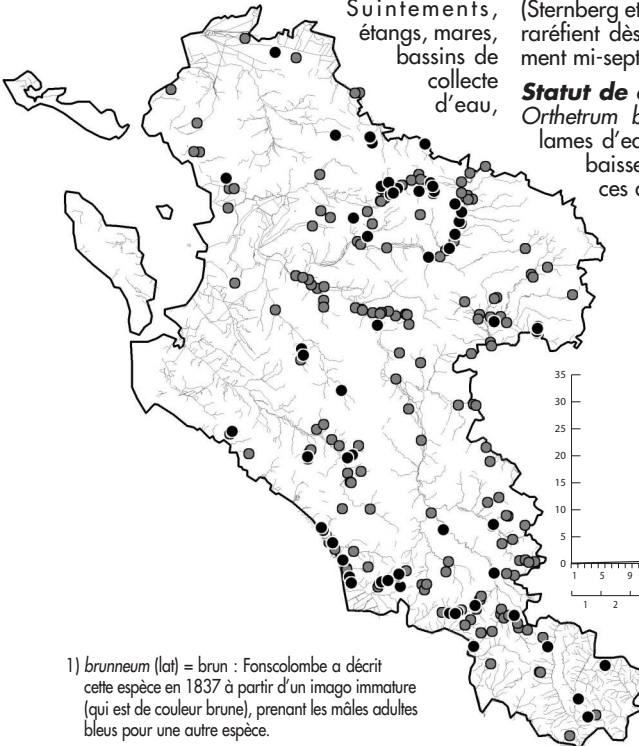 Suintements,
étangs, mares,
bassins de
collecte
d'eau,
(Sternberg et
raréfient dès
ment mi-sept
Statut de
Orthetrum b
lames d'ea
baisse
ces
35
30
25
20
15
10
5
0
1 5 9
1 2
1) brunneum (lat) = brun : Fonscolombe a décrit
cette espèce en 1837 à partir d'un imago immature
(qui est de couleur brune), prenant les mâles adultes
bleus pour une autre espèce.